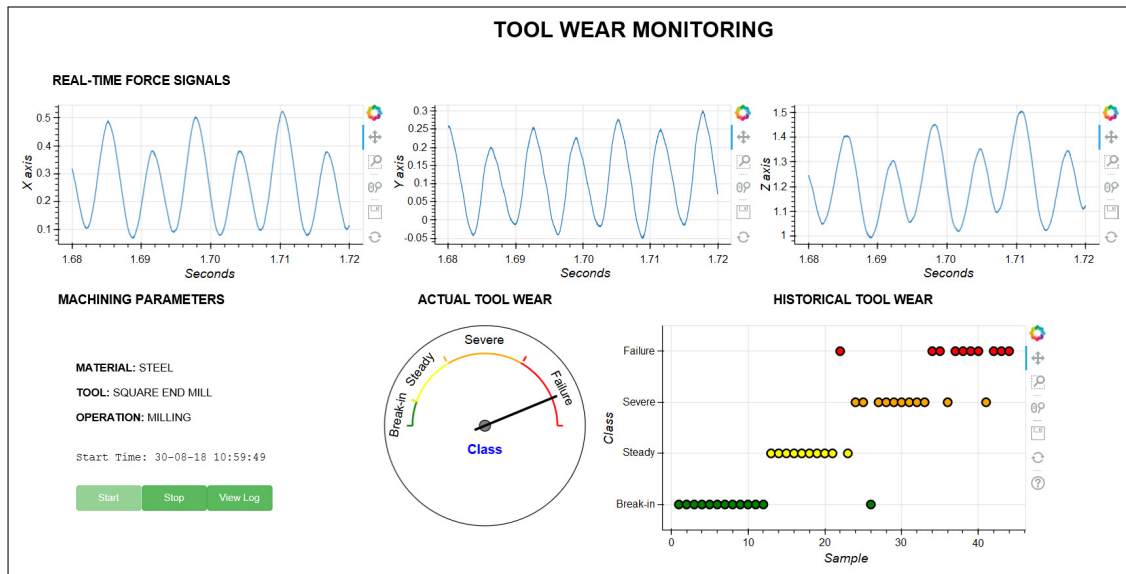 TOOL WEAR MONITORING
REAL-TIME FORCE SIGNALS
X axis
0.5
0.4
0.3
0.2
0.1
1.68 1.69 1.70 1.71 1.72
Seconds
Y axis
0.3
0.25
0.2
0.15
0.1
0.05
0
-0.05
1.68 1.69 1.70 1.71 1.72
Seconds
Z axis
1.5
1.4
1.3
1.2
1.1
1
1.68 1.69 1.70 1.71 1.72
Seconds
MACHINING PARAMETERS
MATERIAL: STEEL
TOOL: SQUARE END MILL
OPERATION: MILLING
Start Time: 30-08-18 10:59:49
Start Stop View Log
ACTUAL TOOL WEAR
Break-in
Steady
Severe
Failure
Class
HISTORICAL TOOL WEAR
Class
Failure
Severe
Steady
Break-in
0 10 20 30 40
Sample